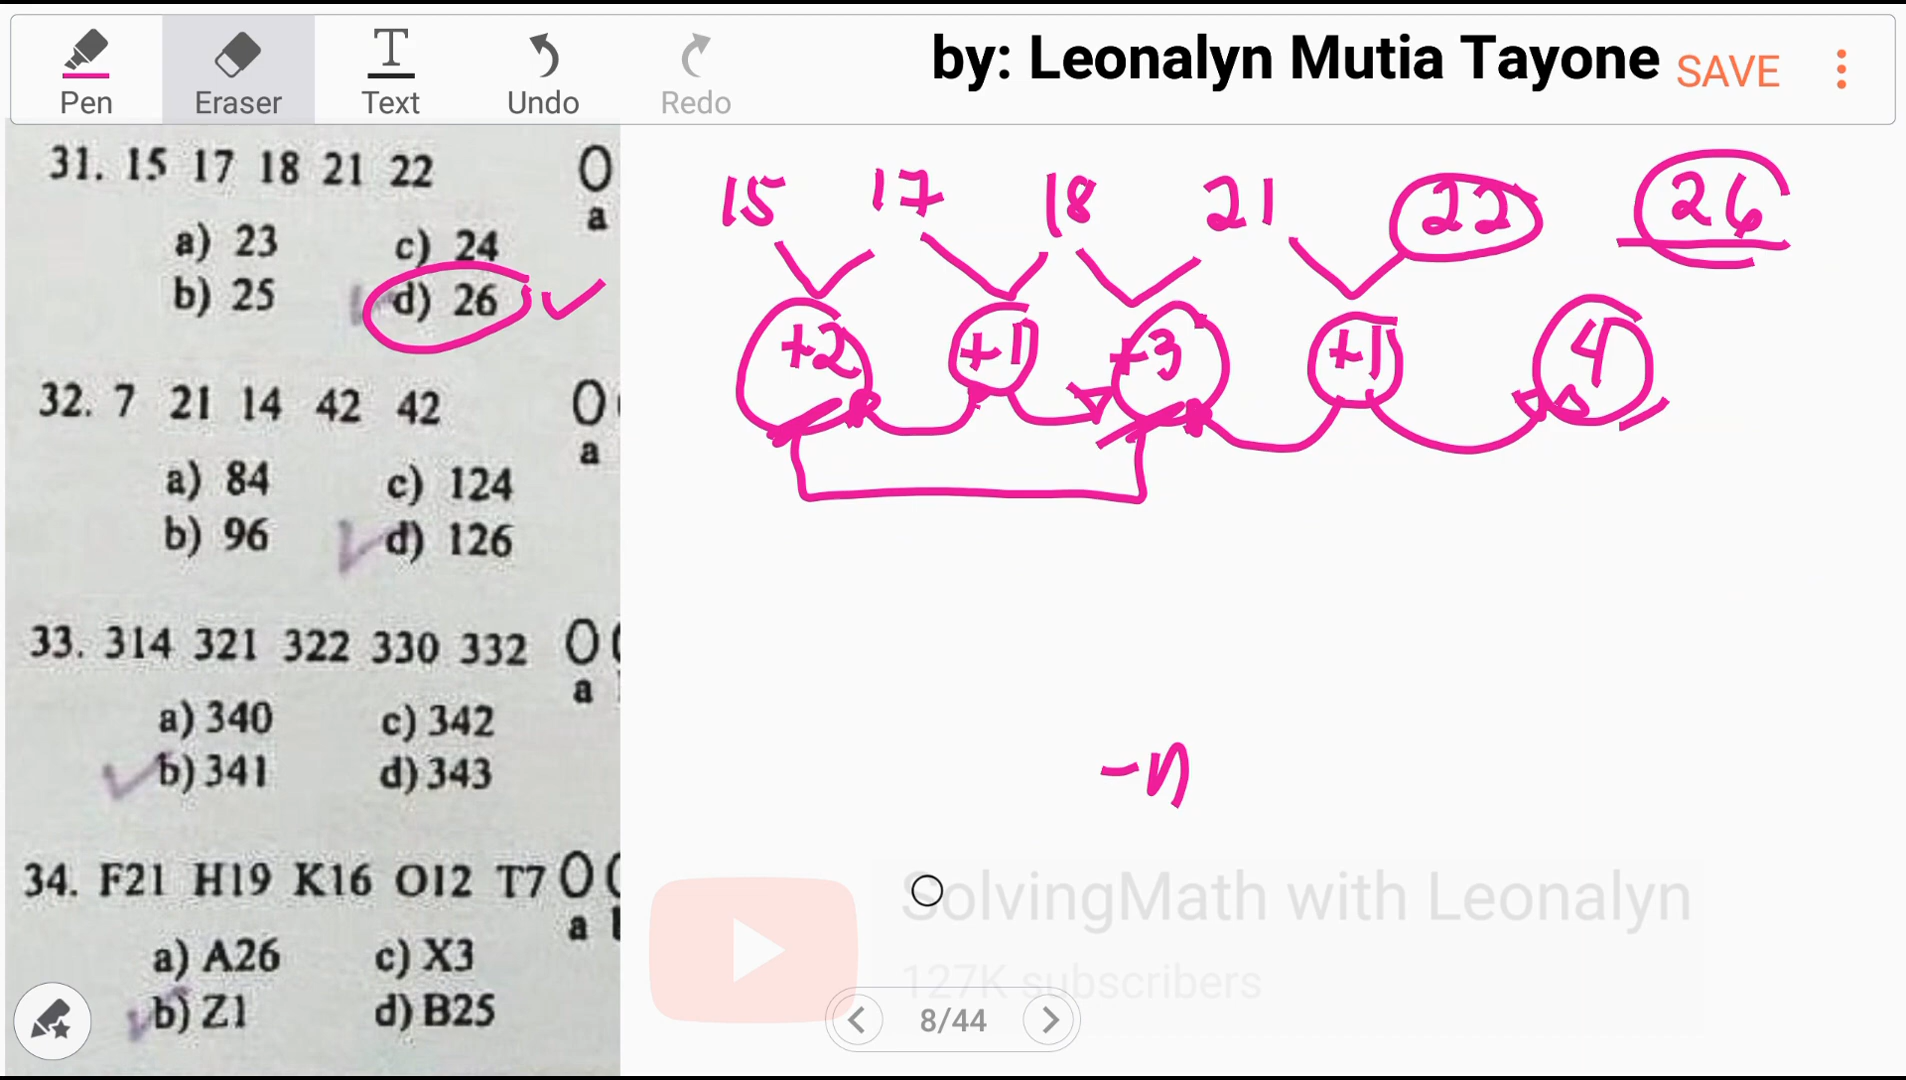 Pen Eraser Text Undo Redo by: Leonalyn Mutia Tayone SAVE
31. 15 17 18 21 22 O
a
a) 23 c) 24
b) 25 d) 26
32. 7 21 14 42 42 O
a
a) 84 c) 124
b) 96 d) 126
33. 314 321 322 330 332 O
a
a) 340 c) 342
b) 341 d) 343
34. F21 H19 K16 O12 T7 O
a
a) A26 c) X3
b) Z1 d) B25
15 17 18 21 22 26
+2 +1 +3 +1 4
-n
SolvingMath with Leonalyn
127K subscribers
8/44